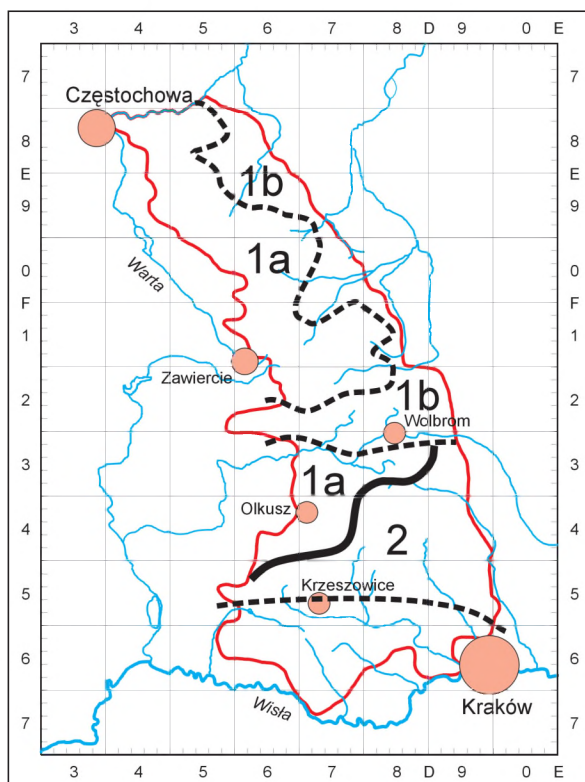 3 4 5 6 7 8 D 9 0 E
7
7
Częstochowa
8
8
E
E
1b
9
9
1a
Warta
0
0
F
F
1
1
Zawiercie
1b
2
2
Wolbrom
3
3
1a
Olkusz
4
4
2
5
5
Krzeszowice
6
6
Kraków
Wisła
7
7
3 4 5 6 7 8 D 9 0 E